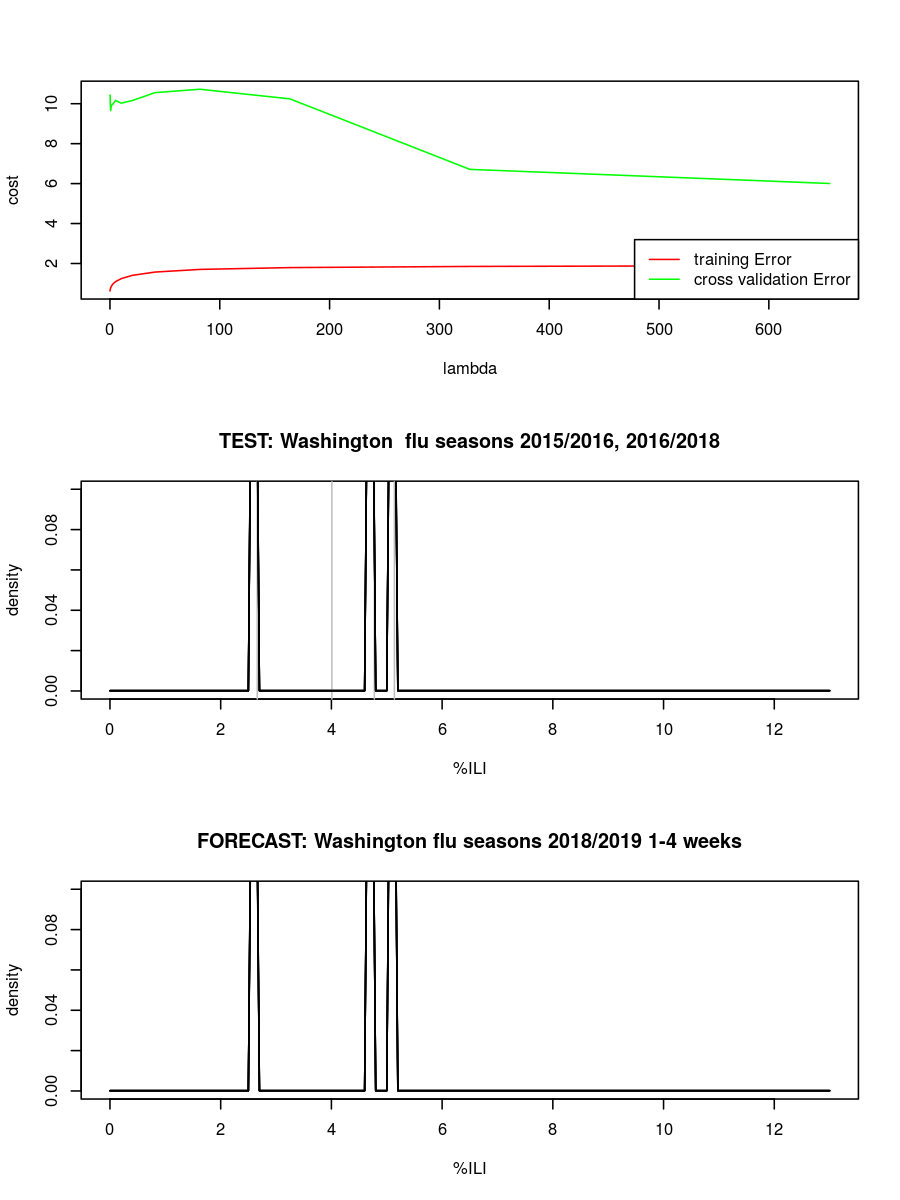 10
8
6
4
2
cost
training Error
cross validation Error
0 100 200 300 400 500 600
lambda
TEST: Washington  flu seasons 2015/2016, 2016/2018
0.08
0.04
0.00
density
0 2 4 6 8 10 12
%ILI
FORECAST: Washington flu seasons 2018/2019 1-4 weeks
0.08
0.04
0.00
density
0 2 4 6 8 10 12
%ILI